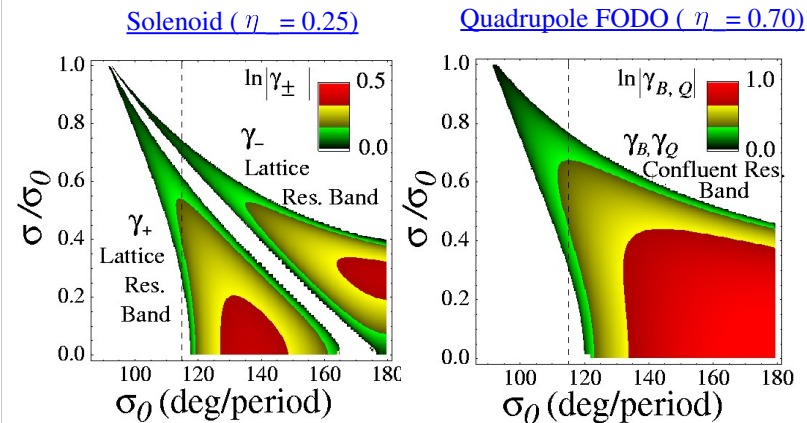 Solenoid ( η = 0.25)
Quadrupole FODO ( η = 0.70)
ln|γ± |
0.5
0.0
γ−
Lattice
Res. Band
γ+
Lattice
Res.
Band
1.0
0.8
0.6
0.4
0.2
0.0
σ/σ0
100
120
140
160
180
σ0 (deg/period)
ln|γB, Q|
1.0
0.0
γB,γQ
Confluent Res.
Band
1.0
0.8
0.6
0.4
0.2
0.0
σ/σ0
100
120
140
160
180
σ0 (deg/period)